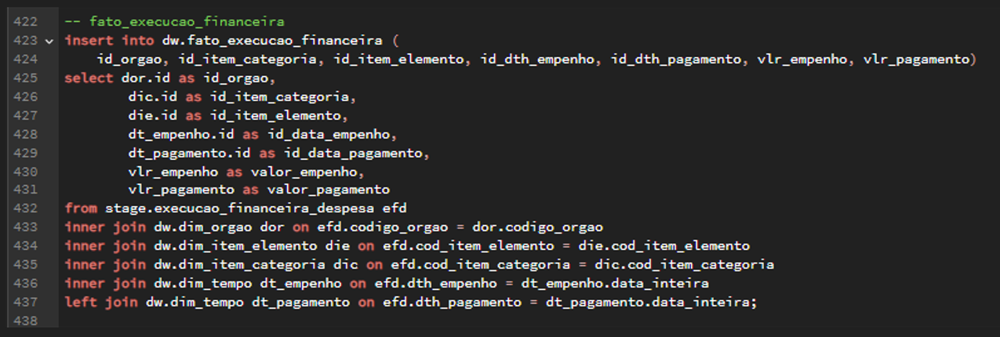 422 -- fato_execucao_financeira
423 insert into dw.fato_execucao_financeira (
424 id_orgao, id_item_categoria, id_item_elemento, id_dth_empenho, id_dth_pagamento, vlr_empenho, vlr_pagamento)
425 select dor.id as id_orgao,
426 dic.id as id_item_categoria,
427 die.id as id_item_elemento,
428 dt_empenho.id as id_data_empenho,
429 dt_pagamento.id as id_data_pagamento,
430 vlr_empenho as valor_empenho,
431 vlr_pagamento as valor_pagamento
432 from stage.execucao_financeira_despesa efd
433 inner join dw.dim_orgao dor on efd.codigo_orgao = dor.codigo_orgao
434 inner join dw.dim_item_elemento die on efd.cod_item_elemento = die.cod_item_elemento
435 inner join dw.dim_item_categoria dic on efd.cod_item_categoria = dic.cod_item_categoria
436 inner join dw.dim_tempo dt_empenho on efd.dth_empenho = dt_empenho.data_inteira
437 left join dw.dim_tempo dt_pagamento on efd.dth_pagamento = dt_pagamento.data_inteira;
438